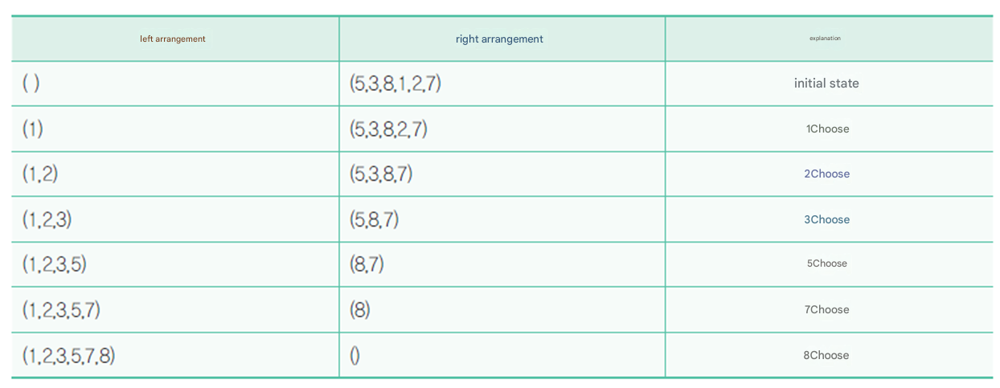 left arrangement right arrangement explanation
( ) (5,3,8,1,2,7) initial state
(1) (5,3,8,2,7) 1Choose
(1,2) (5,3,8,7) 2Choose
(1,2,3) (5,8,7) 3Choose
(1,2,3,5) (8,7) 5Choose
(1,2,3,5,7) (8) 7Choose
(1,2,3,5,7,8) () 8Choose